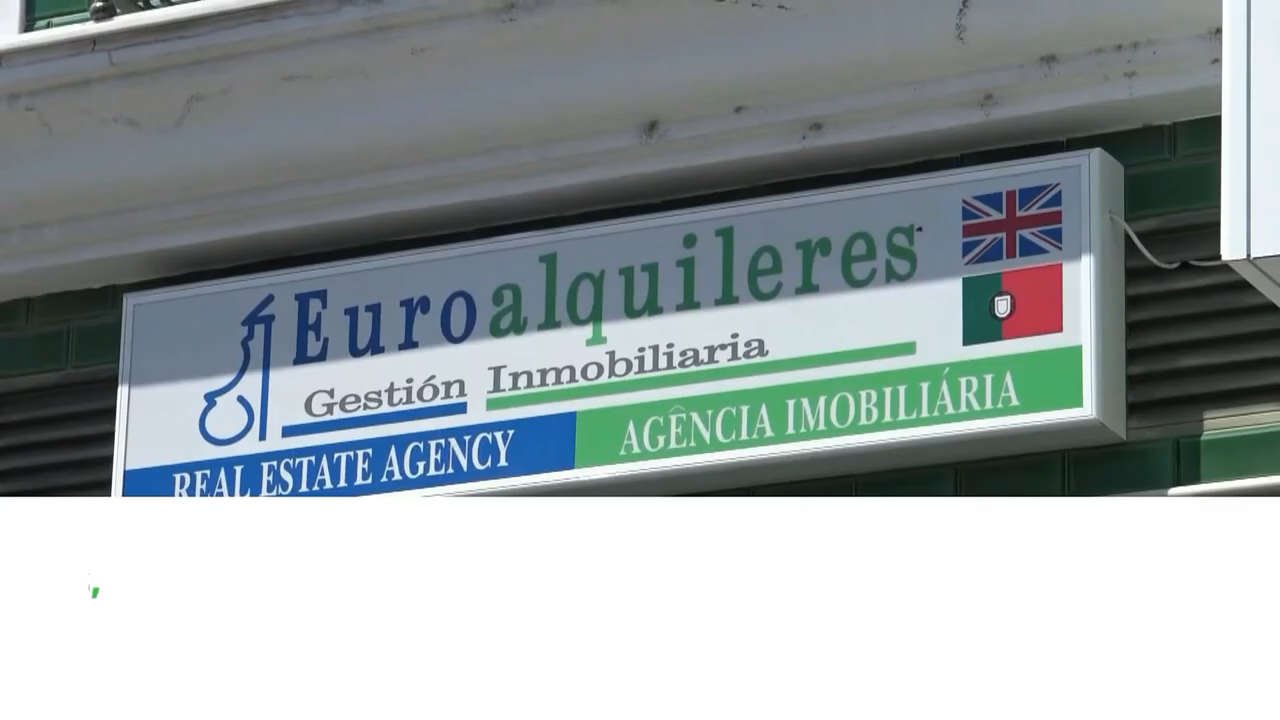 Euroalquileres
Gestión Inmobiliaria
REAL ESTATE AGENCY AGÊNCIA IMOBILIÁRIA